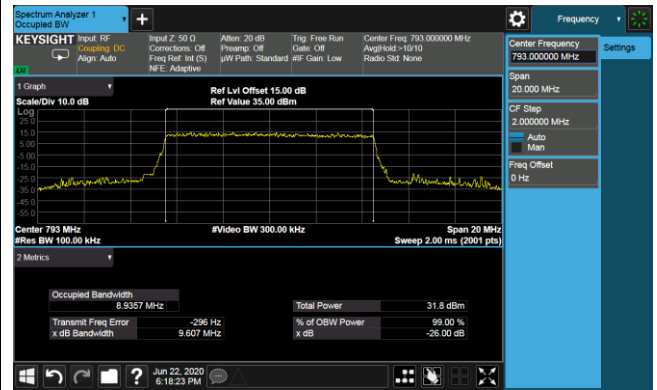 Spectrum Analyzer 1
Occupied BW
Frequency
KEYSIGHT
Input: RF
Coupling: DC
Align: Auto
Input Z: 50 Ω
Corrections: Off
Freq Ref: Int (S)
NFE: Adaptive
Atten: 20 dB
Preamp: Off
µW Path: Standard
Trig: Free Run
Gate: Off
#IF Gain: Low
Center Freq: 793.000000 MHz
Avg|Hold:>10/10
Radio Std: None
Center Frequency
793.000000 MHz
Settings
Span
20.000 MHz
CF Step
2.000000 MHz
Auto
Man
Freq Offset
0 Hz
1 Graph
Scale/Div 10.0 dB
Ref Lvl Offset 15.00 dB
Ref Value 35.00 dBm
Log
25.0
15.0
5.00
-5.00
-15.0
-25.0
-35.0
-45.0
-55.0
Center 793 MHz
#Video BW 300.00 kHz
Span 20 MHz
#Res BW 100.00 kHz
Sweep 2.00 ms (2001 pts)
2 Metrics
Occupied Bandwidth
8.9357 MHz
Total Power 31.8 dBm
Transmit Freq Error -296 Hz
% of OBW Power 99.00 %
x dB Bandwidth 9.607 MHz
x dB -26.00 dB
?
Jun 22, 2020
6:18:23 PM